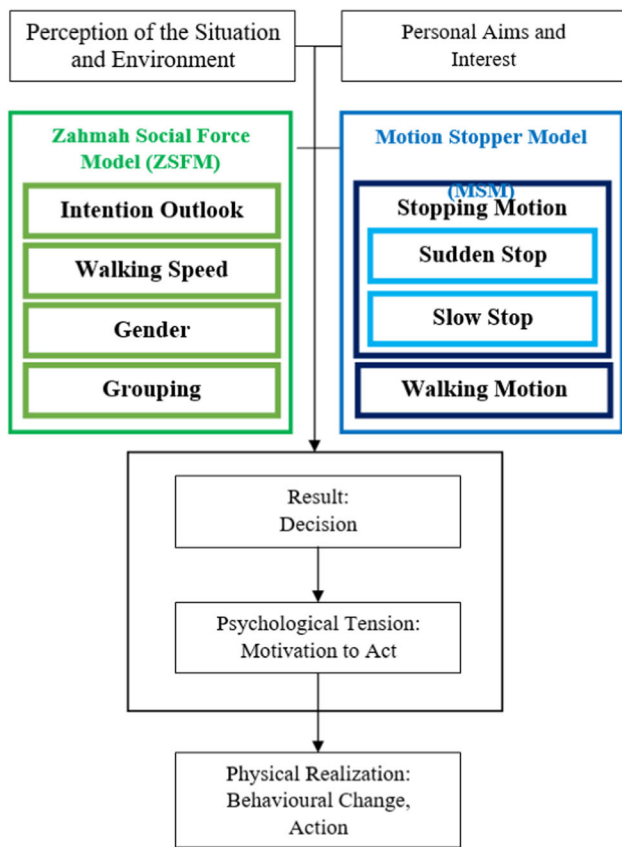 Perception of the Situation
and Environment
Personal Aims and
Interest
Zahmah Social Force
Model (ZSFM)
Intention Outlook
Walking Speed
Gender
Grouping
Motion Stopper Model
(MSM)
Stopping Motion
Sudden Stop
Slow Stop
Walking Motion
Result:
Decision
Psychological Tension:
Motivation to Act
Physical Realization:
Behavioural Change,
Action